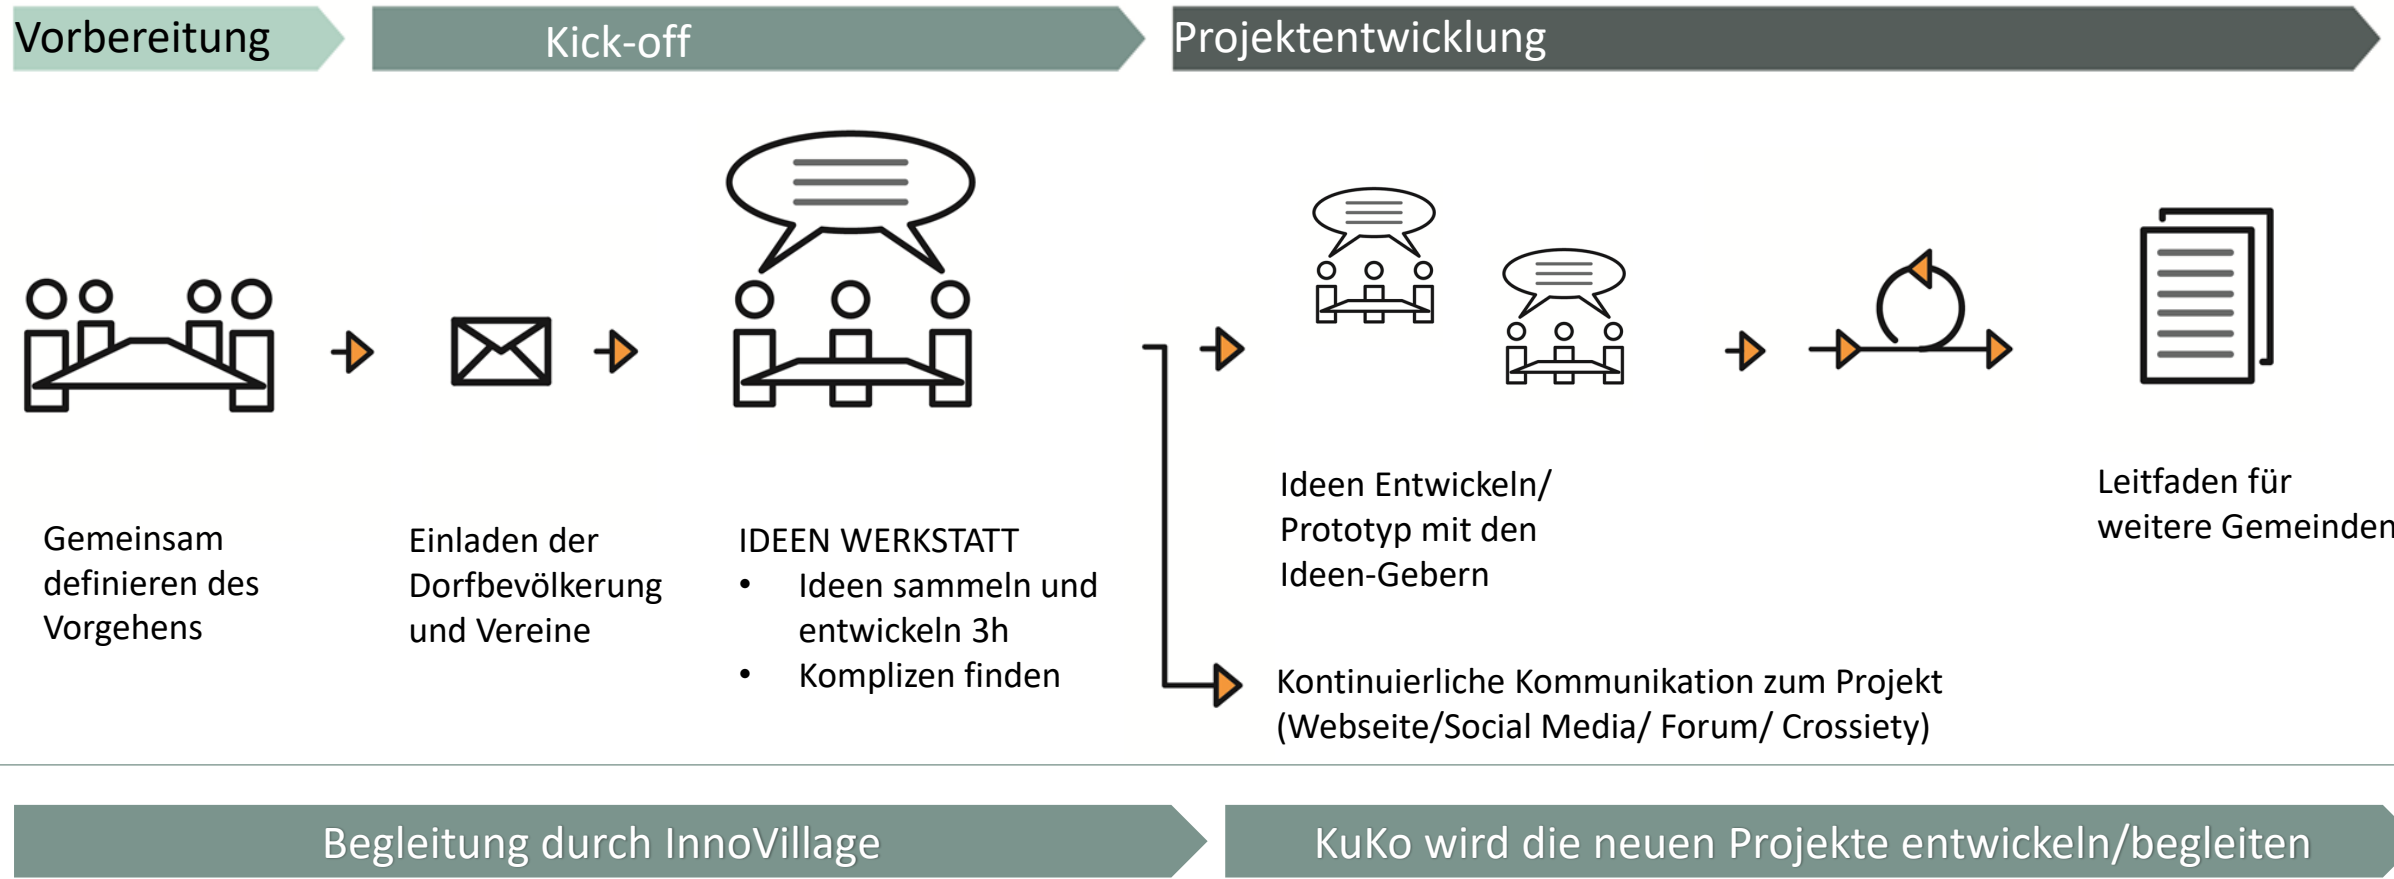 Vorbereitung
Kick-off
Projektentwicklung
Gemeinsam
definieren des
Vorgehens
Einladen der
Dorfbevölkerung
und Vereine
IDEEN WERKSTATT
• Ideen sammeln und
entwickeln 3h
• Komplizen finden
Ideen Entwickeln/
Prototyp mit den
Ideen-Gebern
Leitfaden für
weitere Gemeinden
Kontinuierliche Kommunikation zum Projekt
(Webseite/Social Media/ Forum/ Crossiety)
Begleitung durch InnoVillage
KuKo wird die neuen Projekte entwickeln/begleiten